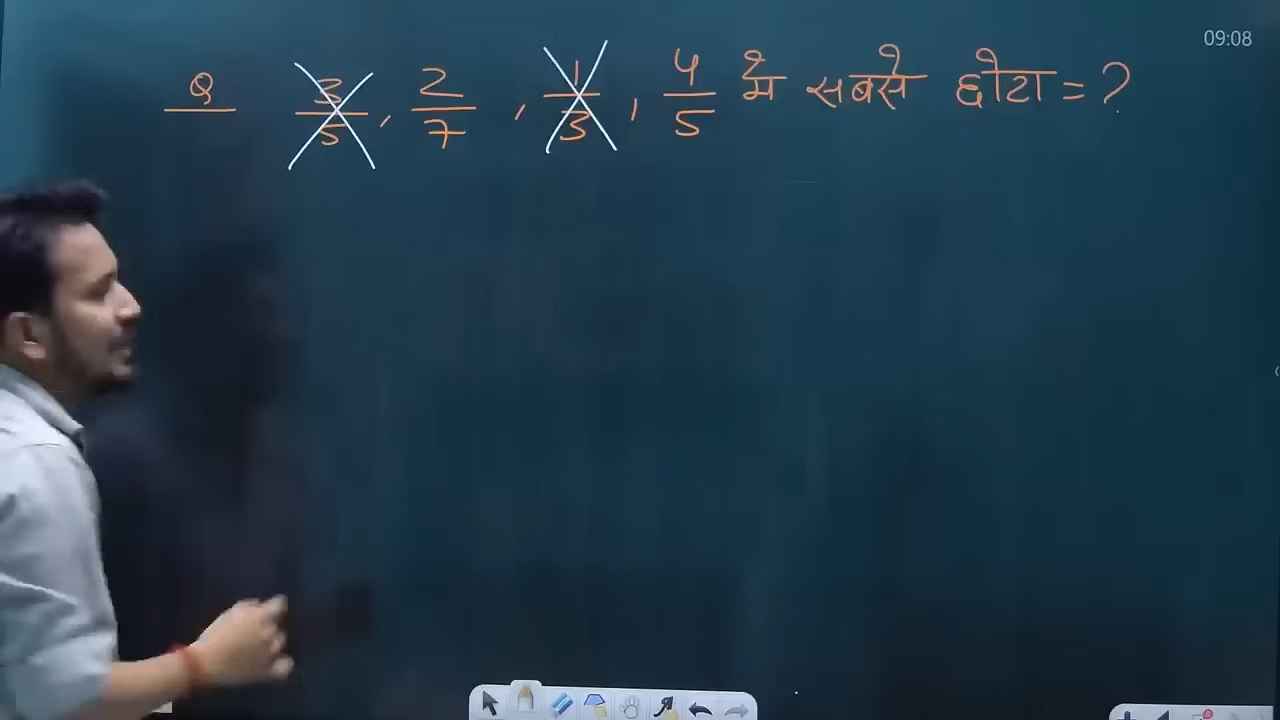 09:08
Q 3/5, 2/7, 1/3, 4/5 में सबसे छोटा = ?